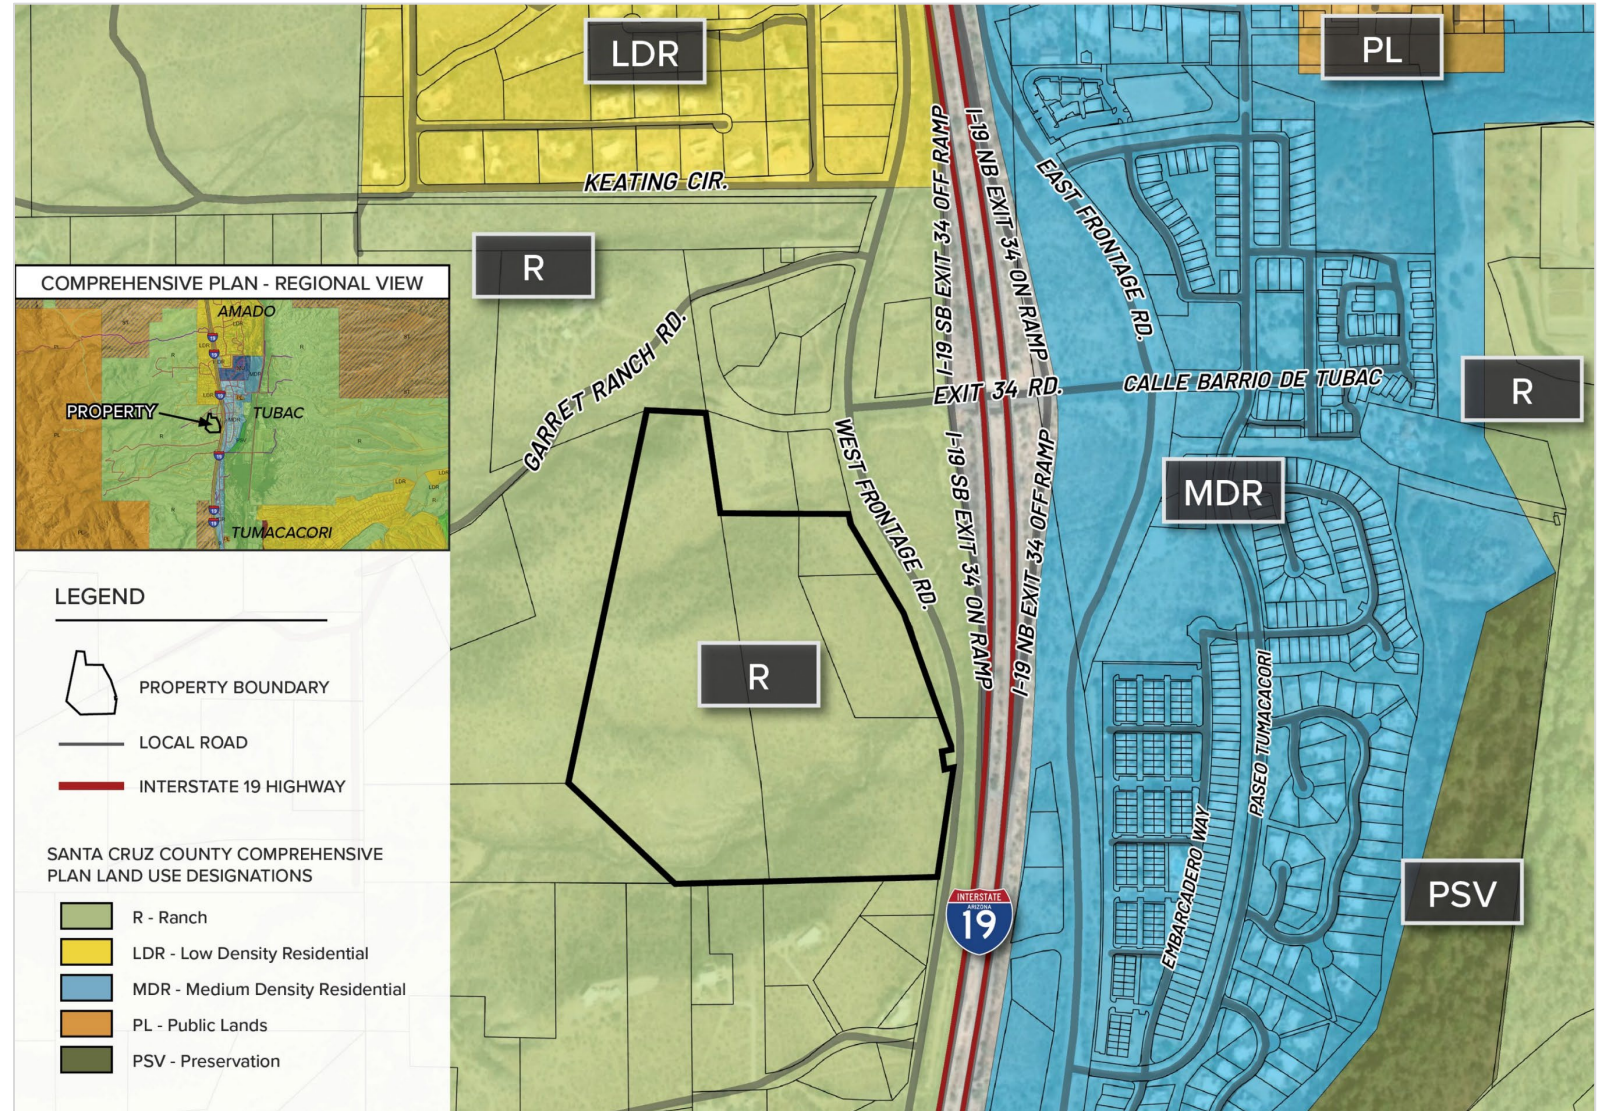 LDR
PL
KEATING CIR.
I-19 SB EXIT 34 OFF RAMP
I-19 NB EXIT 34 ON RAMP
EAST FRONTAGE RD.
R
GARRET RANCH RD.
EXIT 34 RD.
CALLE BARRIO DE TUBAC
R
WEST FRONTAGE RD.
I-19 SB EXIT 34 ON RAMP
I-19 NB EXIT 34 OFF RAMP
MDR
R
PASEO TUMACACORI
EMBARCADERO WAY
PSV
INTERSTATE
ARIZONA
19
COMPREHENSIVE PLAN - REGIONAL VIEW
AMADO
PROPERTY
TUBAC
TUMACACORI
LEGEND
PROPERTY BOUNDARY
LOCAL ROAD
INTERSTATE 19 HIGHWAY
SANTA CRUZ COUNTY COMPREHENSIVE
PLAN LAND USE DESIGNATIONS
R - Ranch
LDR - Low Density Residential
MDR - Medium Density Residential
PL - Public Lands
PSV - Preservation